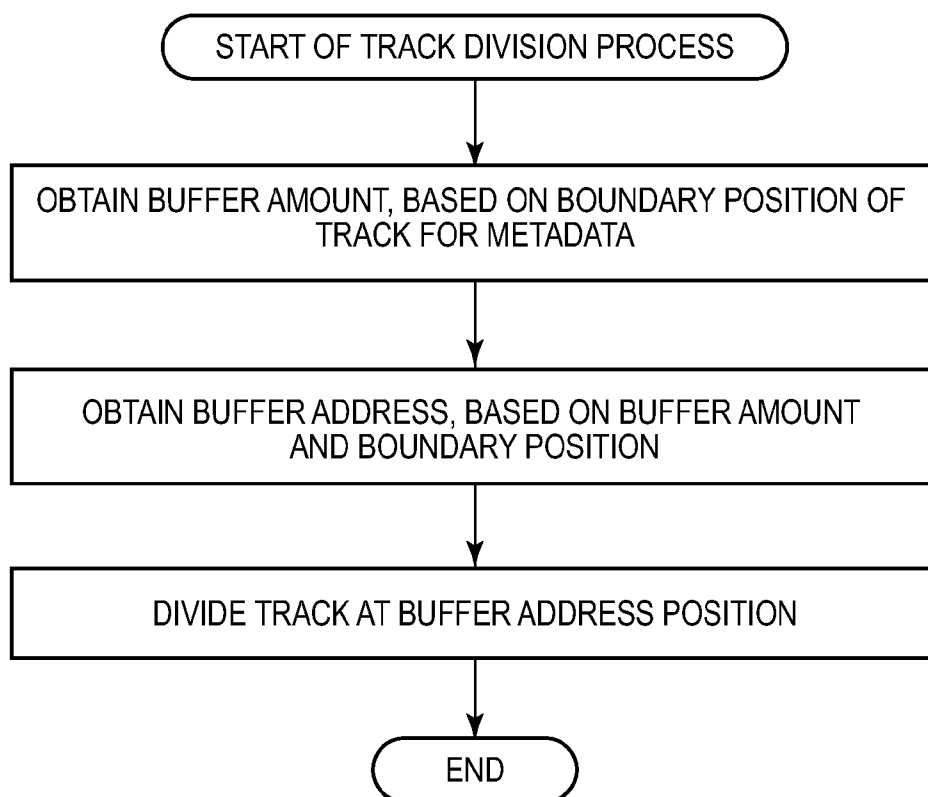 START OF TRACK DIVISION PROCESS
OBTAIN BUFFER AMOUNT, BASED ON BOUNDARY POSITION OF
TRACK FOR METADATA
OBTAIN BUFFER ADDRESS, BASED ON BUFFER AMOUNT
AND BOUNDARY POSITION
DIVIDE TRACK AT BUFFER ADDRESS POSITION
END